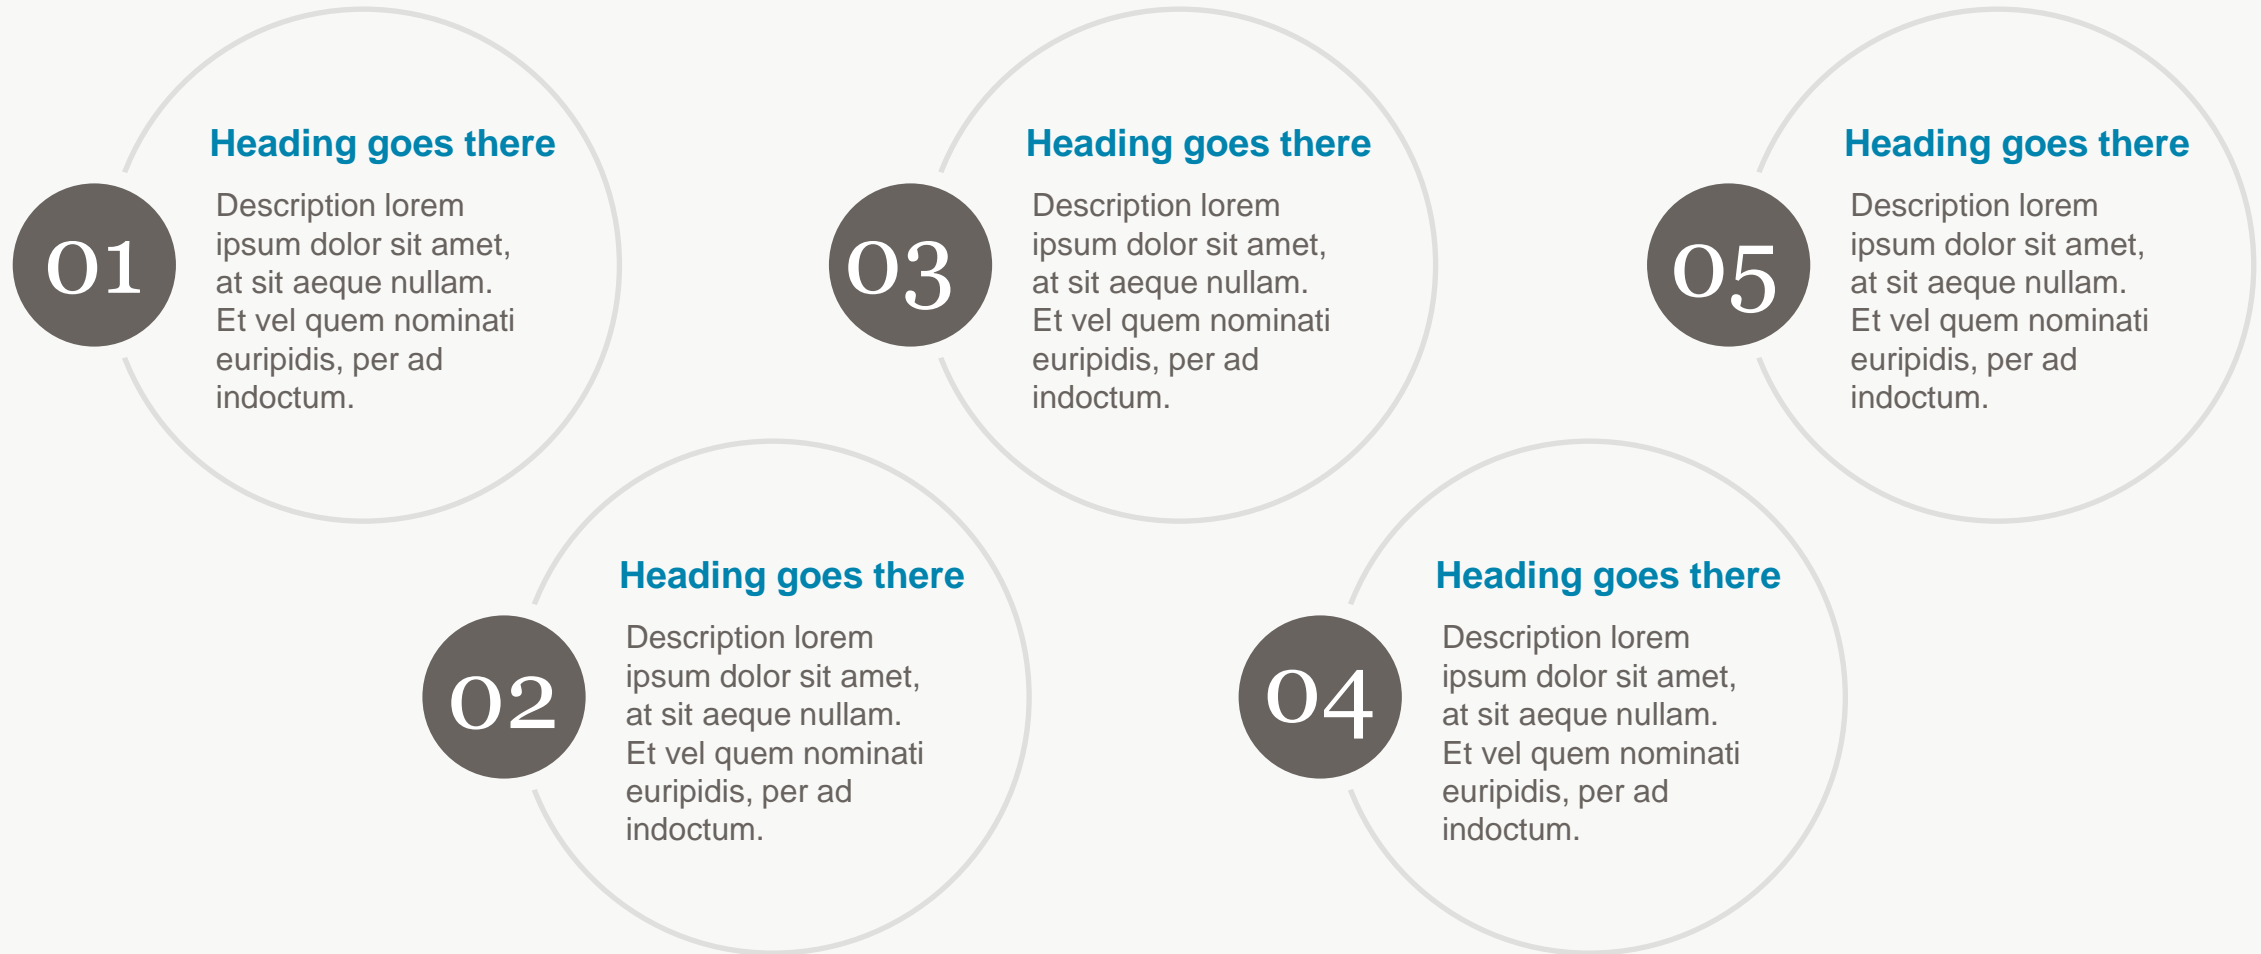 01
Heading goes there
Description lorem
ipsum dolor sit amet,
at sit aeque nullam.
Et vel quem nominati
euripidis, per ad
indoctum.
02
Heading goes there
Description lorem
ipsum dolor sit amet,
at sit aeque nullam.
Et vel quem nominati
euripidis, per ad
indoctum.
03
Heading goes there
Description lorem
ipsum dolor sit amet,
at sit aeque nullam.
Et vel quem nominati
euripidis, per ad
indoctum.
04
Heading goes there
Description lorem
ipsum dolor sit amet,
at sit aeque nullam.
Et vel quem nominati
euripidis, per ad
indoctum.
05
Heading goes there
Description lorem
ipsum dolor sit amet,
at sit aeque nullam.
Et vel quem nominati
euripidis, per ad
indoctum.